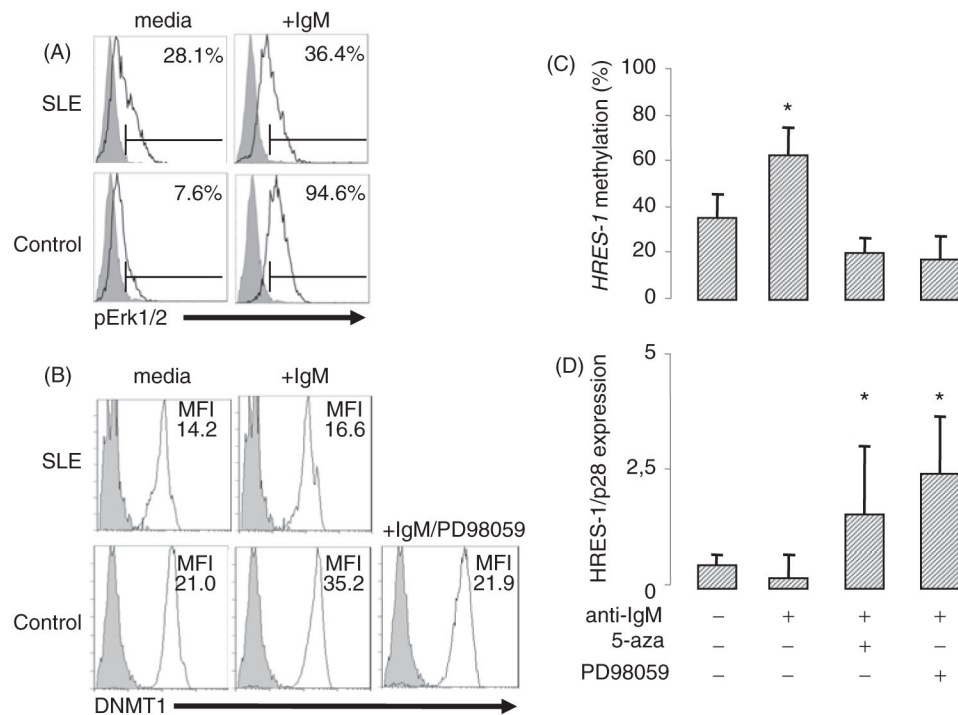 media
+IgM
(A)
28.1%
36.4%
SLE
7.6%
94.6%
Control
pErk1/2
(B)
media
+IgM
MFI
14.2
MFI
16.6
SLE
+IgM/PD98059
MFI
21.0
MFI
35.2
MFI
21.9
Control
DNMT1
(C)
HRES-1 methylation (%)
100
80
60
40
20
0
*
(D)
HRES-1/p28 expression
5
2,5
0
* *
anti-IgM – + + +
5-aza – – + –
PD98059 – – – +